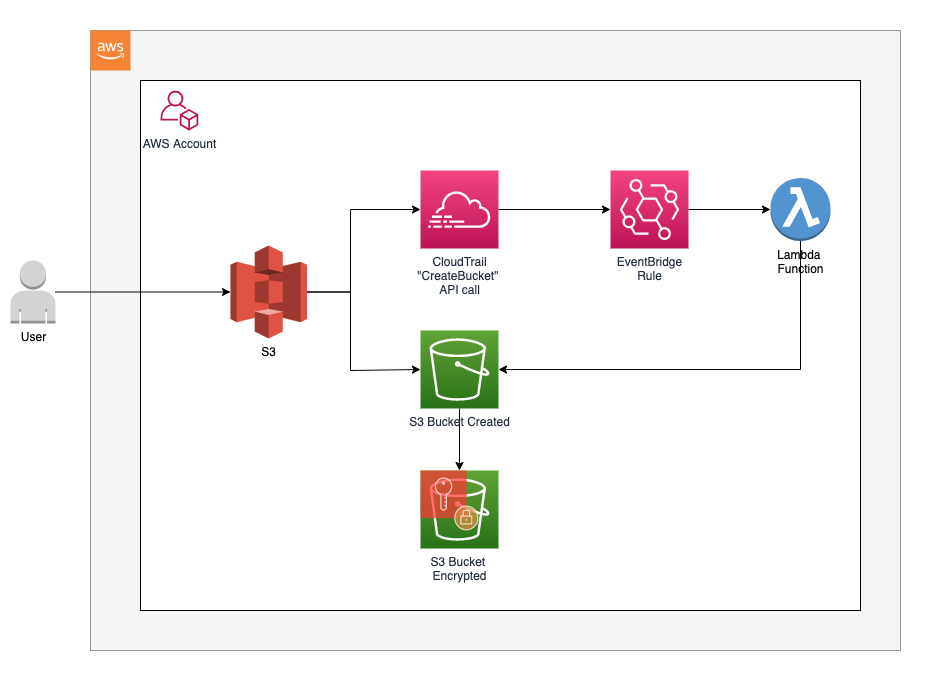 aws
AWS Account
CloudTrail
"CreateBucket"
API call
EventBridge
Rule
Lambda
Function
User
S3
S3 Bucket Created
S3 Bucket
Encrypted